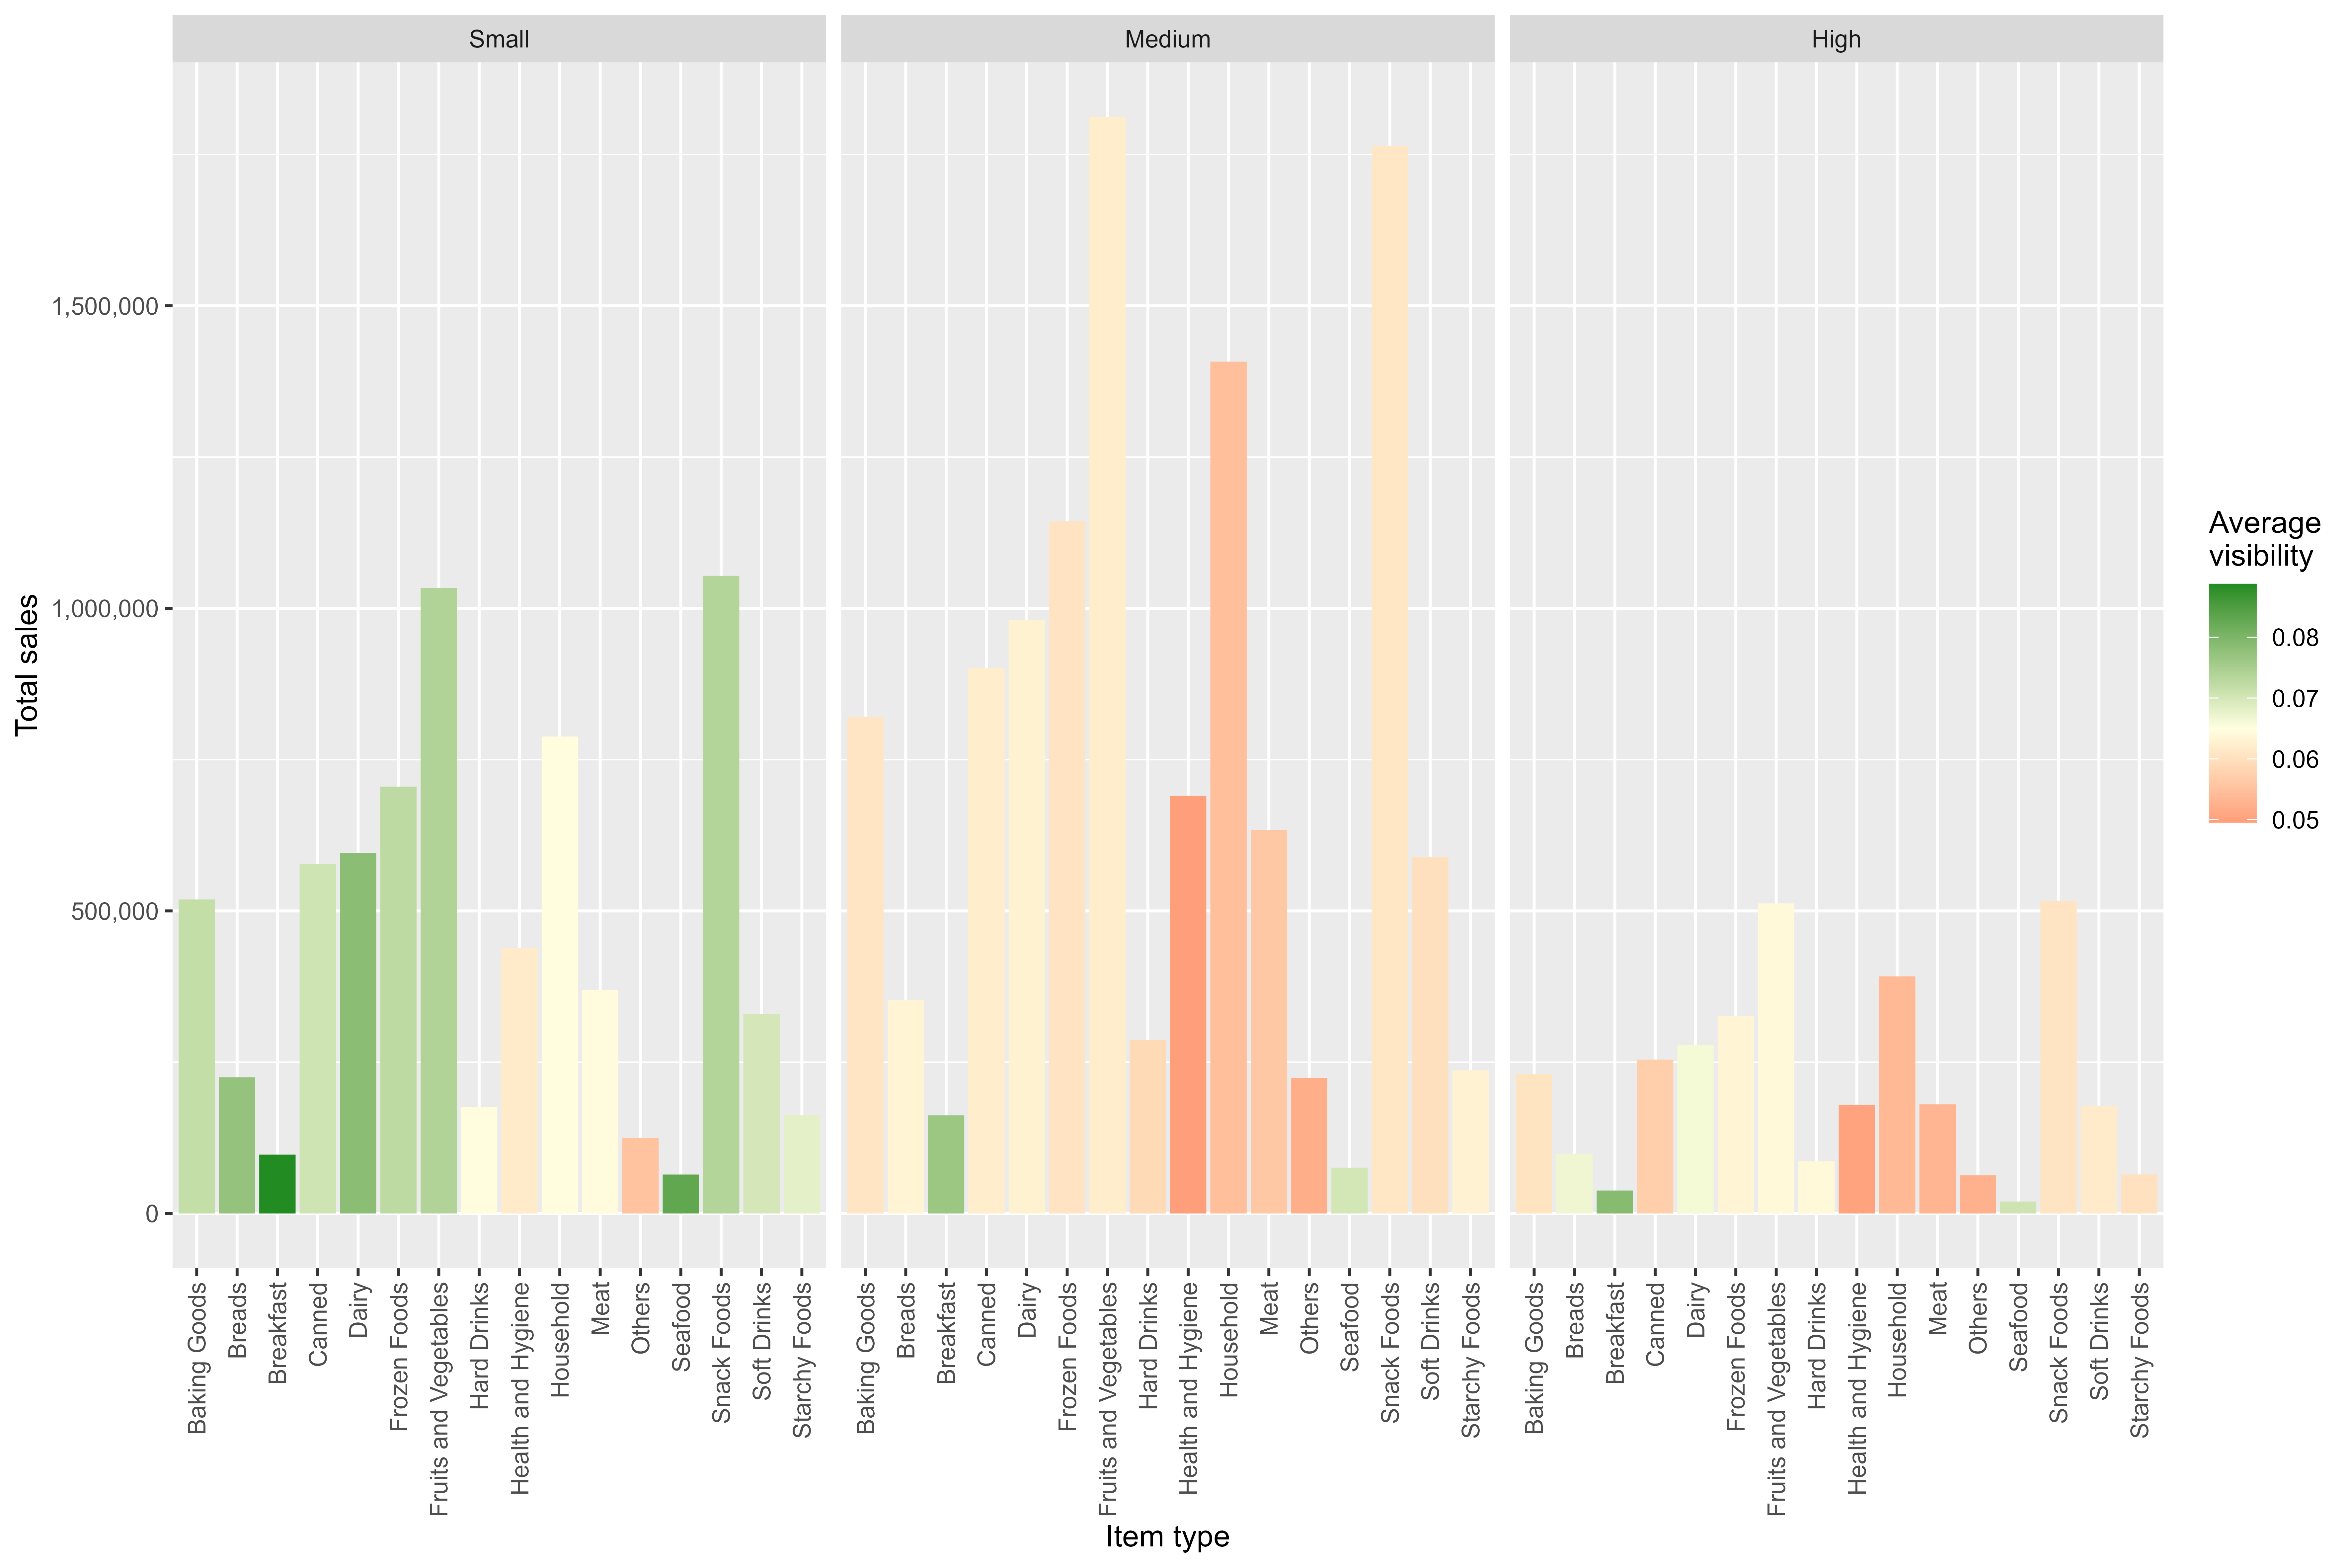 Small
Medium
High
Total sales
1,500,000
1,000,000
500,000
0
Average
visibility
0.08
0.07
0.06
0.05
Baking Goods
Breads
Breakfast
Canned
Dairy
Frozen Foods
Fruits and Vegetables
Hard Drinks
Health and Hygiene
Household
Meat
Others
Seafood
Snack Foods
Soft Drinks
Starchy Foods
Baking Goods
Breads
Breakfast
Canned
Dairy
Frozen Foods
Fruits and Vegetables
Hard Drinks
Health and Hygiene
Household
Meat
Others
Seafood
Snack Foods
Soft Drinks
Starchy Foods
Baking Goods
Breads
Breakfast
Canned
Dairy
Frozen Foods
Fruits and Vegetables
Hard Drinks
Health and Hygiene
Household
Meat
Others
Seafood
Snack Foods
Soft Drinks
Starchy Foods
Item type